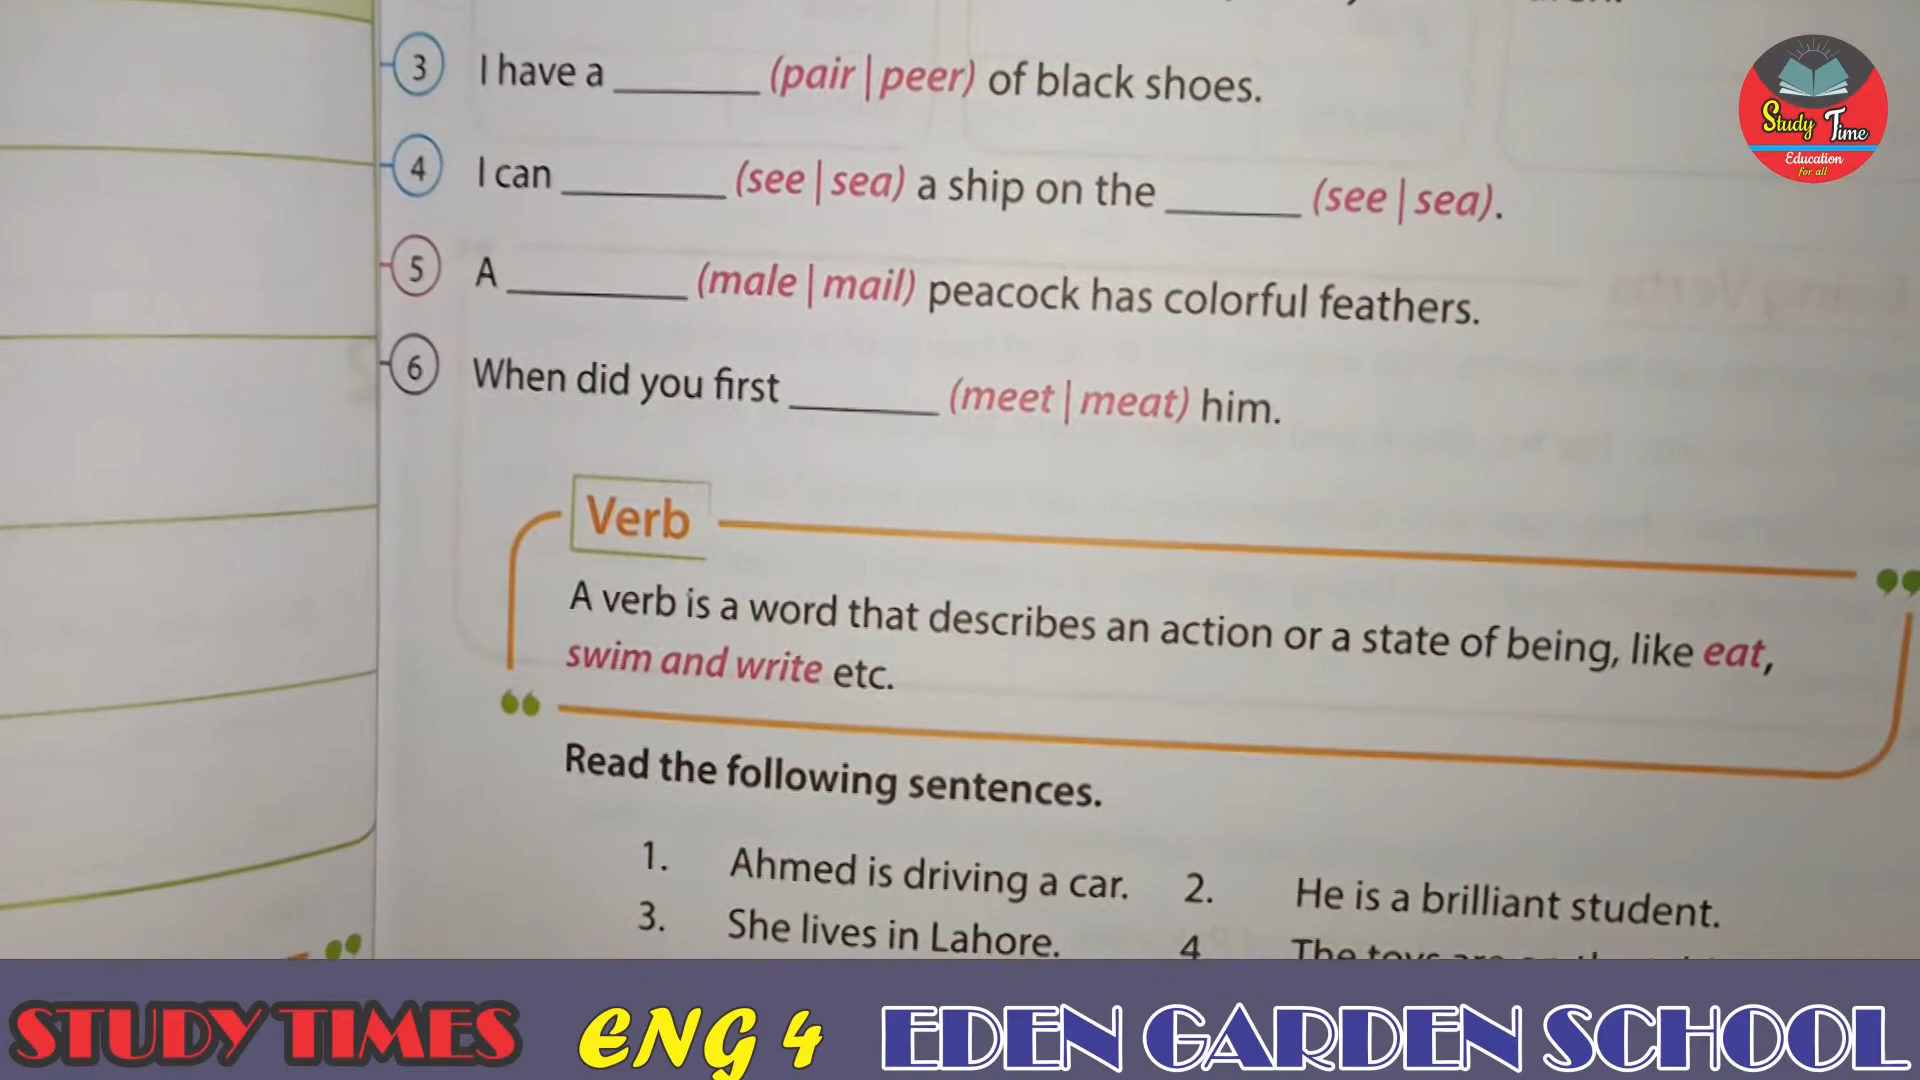 3 I have a ______ (pair | peer) of black shoes.
4 I can ______ (see | sea) a ship on the ______ (see | sea).
5 A ______ (male | mail) peacock has colorful feathers.
6 When did you first ______ (meet | meat) him.
Verb
A verb is a word that describes an action or a state of being, like eat,
swim and write etc.
Read the following sentences.
1. Ahmed is driving a car. 2. He is a brilliant student.
3. She lives in Lahore. 4 The toys are
Study Time
Education
for all
STUDY TIMES ENG 4 EDEN GARDEN SCHOOL